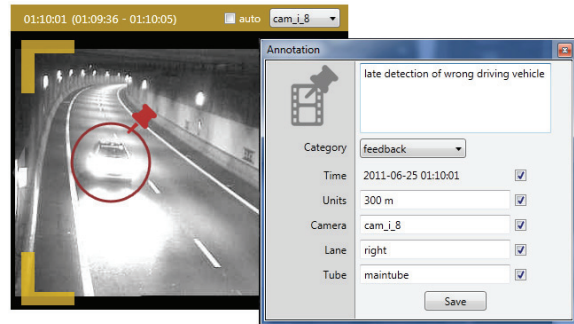 01:10:01 (01:09:36 - 01:10:05) auto cam_i_8
Annotation
late detection of wrong driving vehicle
Category feedback
Time 2011-06-25 01:10:01
Units 300 m
Camera cam_i_8
Lane right
Tube maintube
Save